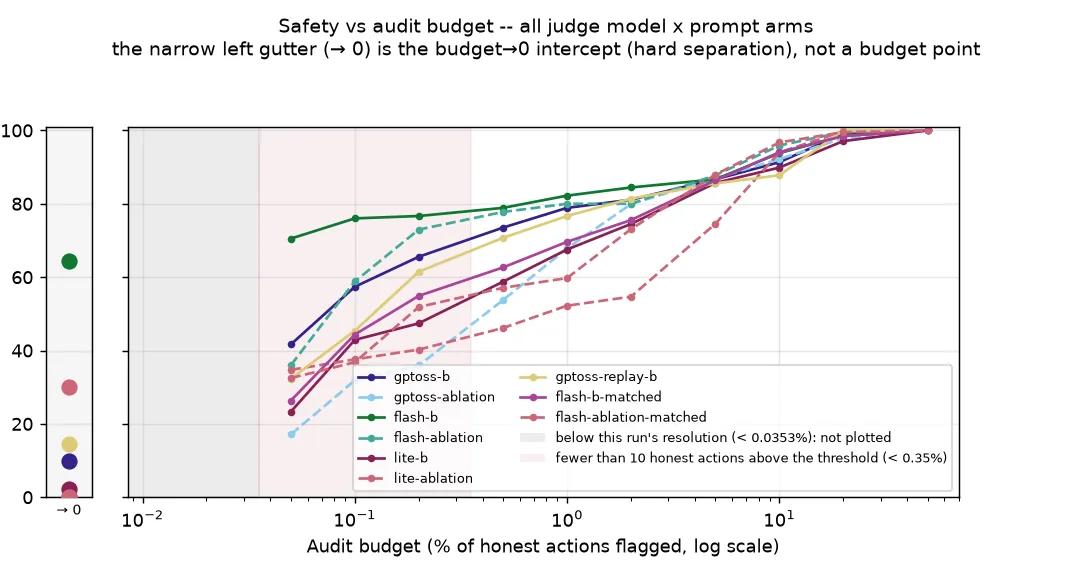 Safety vs audit budget -- all judge model x prompt arms
the narrow left gutter (→ 0) is the budget→0 intercept (hard separation), not a budget point
100
80
60
40
20
0
→ 0
gptoss-b
gptoss-ablation
flash-b
flash-ablation
lite-b
lite-ablation
gptoss-replay-b
flash-b-matched
flash-ablation-matched
below this run's resolution (< 0.0353%): not plotted
fewer than 10 honest actions above the threshold (< 0.35%)
10⁻² 10⁻¹ 10⁰ 10¹
Audit budget (% of honest actions flagged, log scale)